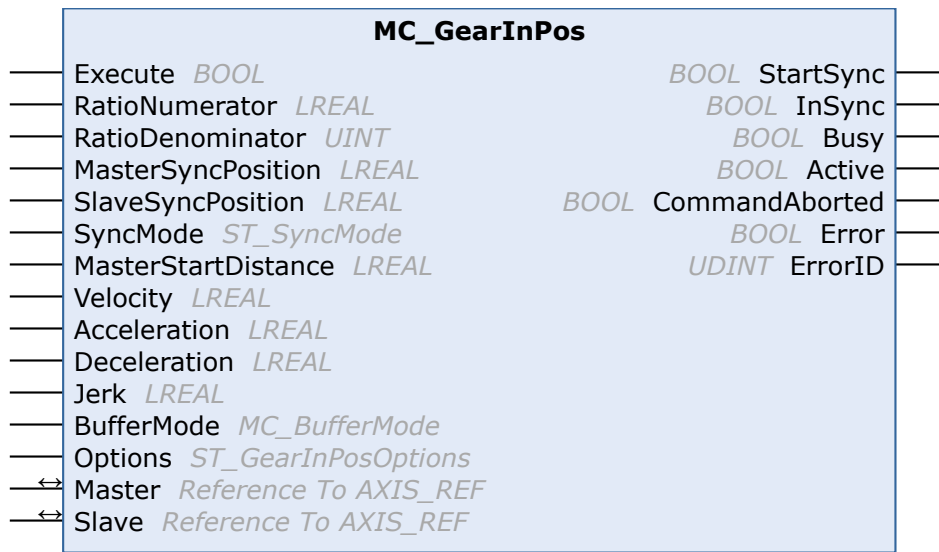 MC_GearInPos
Execute BOOL BOOL StartSync
RatioNumerator LREAL BOOL InSync
RatioDenominator UINT BOOL Busy
MasterSyncPosition LREAL BOOL Active
SlaveSyncPosition LREAL BOOL CommandAborted
SyncMode ST_SyncMode BOOL Error
MasterStartDistance LREAL UDINT ErrorID
Velocity LREAL
Acceleration LREAL
Deceleration LREAL
Jerk LREAL
BufferMode MC_BufferMode
Options ST_GearInPosOptions
↔ Master Reference To AXIS_REF
↔ Slave Reference To AXIS_REF